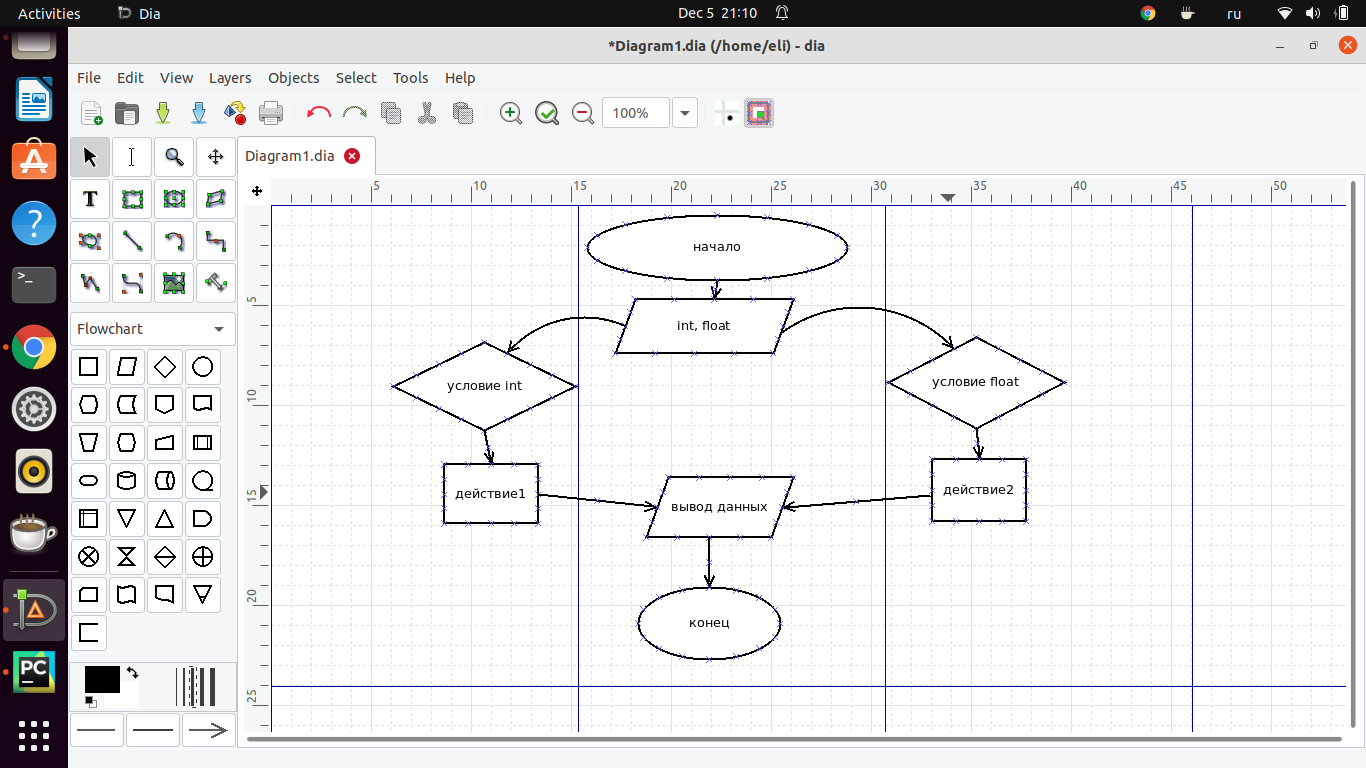 Activities
Dia
Dec 5 21:10
ru
*Diagram1.dia (/home/eli) - dia
File Edit View Layers Objects Select Tools Help
100%
Diagram1.dia
5 10 15 20 25 30 35 40 45 50
T
>_
Flowchart
5
10
15
20
25
начало
int, float
условие int
условие float
действие1
действие2
вывод данных
конец
PC